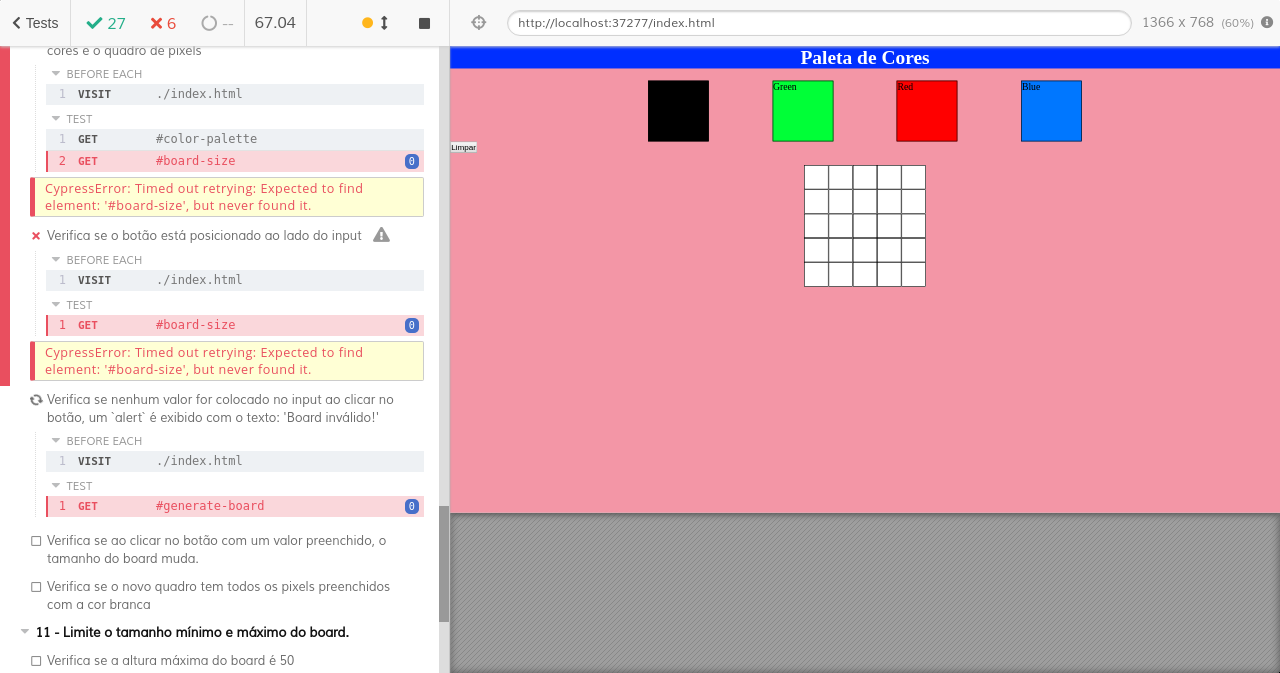 Tests
27
6
--
67.04
http://localhost:37277/index.html
1366 x 768 (60%)
cores e o quadro de pixels
BEFORE EACH
1 VISIT ./index.html
TEST
1 GET #color-palette
2 GET #board-size 0
CypressError: Timed out retrying: Expected to find
element: '#board-size', but never found it.
Verifica se o botão está posicionado ao lado do input
BEFORE EACH
1 VISIT ./index.html
TEST
1 GET #board-size 0
CypressError: Timed out retrying: Expected to find
element: '#board-size', but never found it.
Verifica se nenhum valor for colocado no input ao clicar no
botão, um `alert` é exibido com o texto: 'Board inválido!'
BEFORE EACH
1 VISIT ./index.html
TEST
1 GET #generate-board 0
Verifica se ao clicar no botão com um valor preenchido, o
tamanho do board muda.
Verifica se o novo quadro tem todos os pixels preenchidos
com a cor branca
11 - Limite o tamanho mínimo e máximo do board.
Verifica se a altura máxima do board é 50
Paleta de Cores
Green
Red
Blue
Limpar